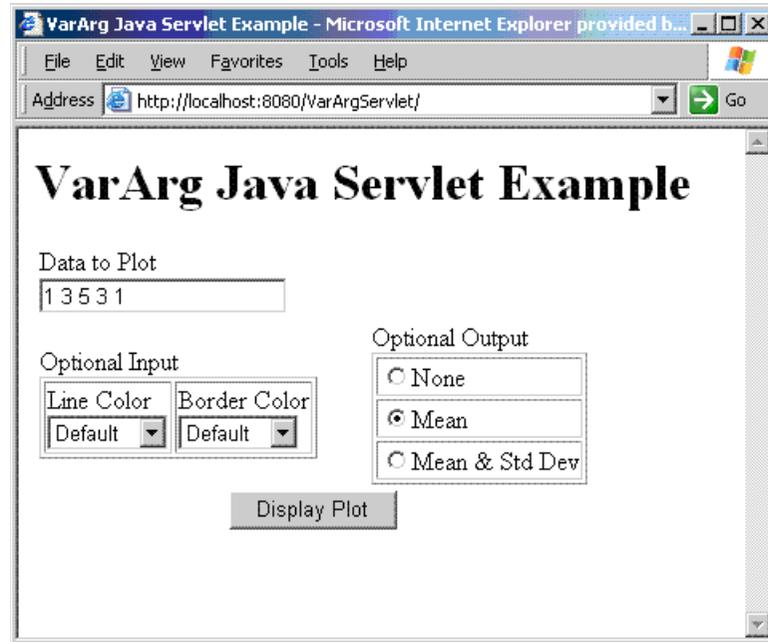 VarArg Java Servlet Example - Microsoft Internet Explorer provided b...
File Edit View Favorites Tools Help
Address http://localhost:8080/VarArgServlet/ Go
VarArg Java Servlet Example
Data to Plot
1 3 5 3 1
Optional Input
Line Color Border Color
Default Default
Optional Output
None
Mean
Mean & Std Dev
Display Plot